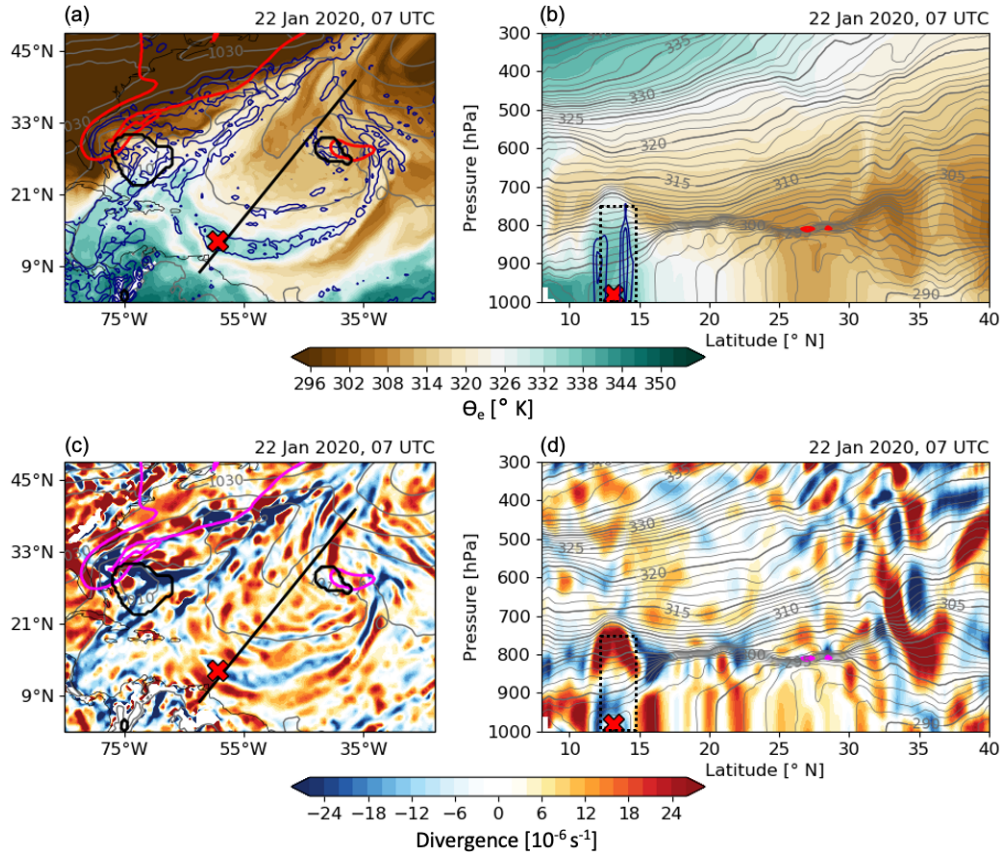 (a) 22 Jan 2020, 07 UTC
(b) 22 Jan 2020, 07 UTC
45°N
33°N
21°N
9°N
75°W 55°W 35°W
1030
Pressure [hPa]
300
400
500
600
700
800
900
1000
335
330
325
320
315
310
305
300
290
10 15 20 25 30 35 40
Latitude [° N]
296 302 308 314 320 326 332 338 344 350
Θe [° K]
(c) 22 Jan 2020, 07 UTC
(d) 22 Jan 2020, 07 UTC
45°N
33°N
21°N
9°N
75°W 55°W 35°W
1030
1010
Pressure [hPa]
300
400
500
600
700
800
900
1000
330
325
320
315
310
305
290
10 15 20 25 30 35 40
Latitude [° N]
−24 −18 −12 −6 0 6 12 18 24
Divergence [10⁻⁶ s⁻¹]